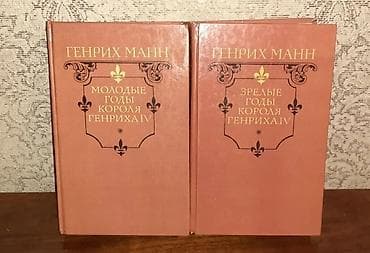 ГЕНРИХ МАНН
МОЛОДЫЕ
ГОДЫ
КОРОЛЯ
ГЕНРИХА IV
ГЕНРИХ МАНН
ЗРЕЛЫЕ
ГОДЫ
КОРОЛЯ
ГЕНРИХА IV